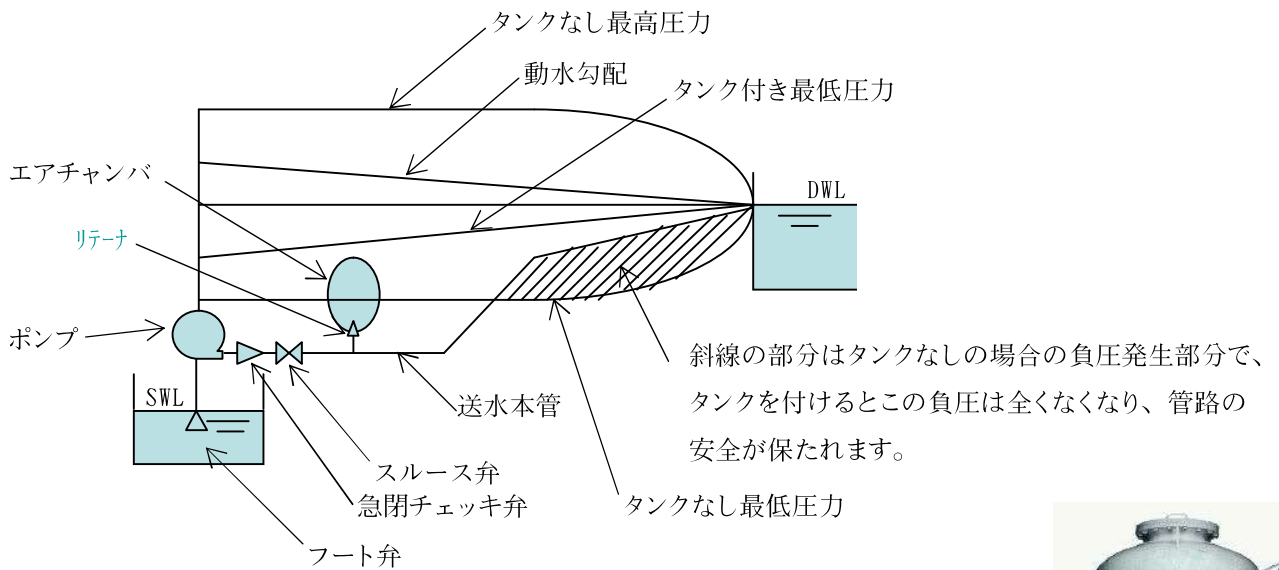 タンクなし最高圧力
動水勾配
タンク付き最低圧力
エアチャンバ
DWL
リテーナ
ポンプ
斜線の部分はタンクなしの場合の負圧発生部分で、
タンクを付けるとこの負圧は全くなくなり、管路の
安全が保たれます。
SWL
送水本管
スルース弁
急閉チェッキ弁
タンクなし最低圧力
フート弁